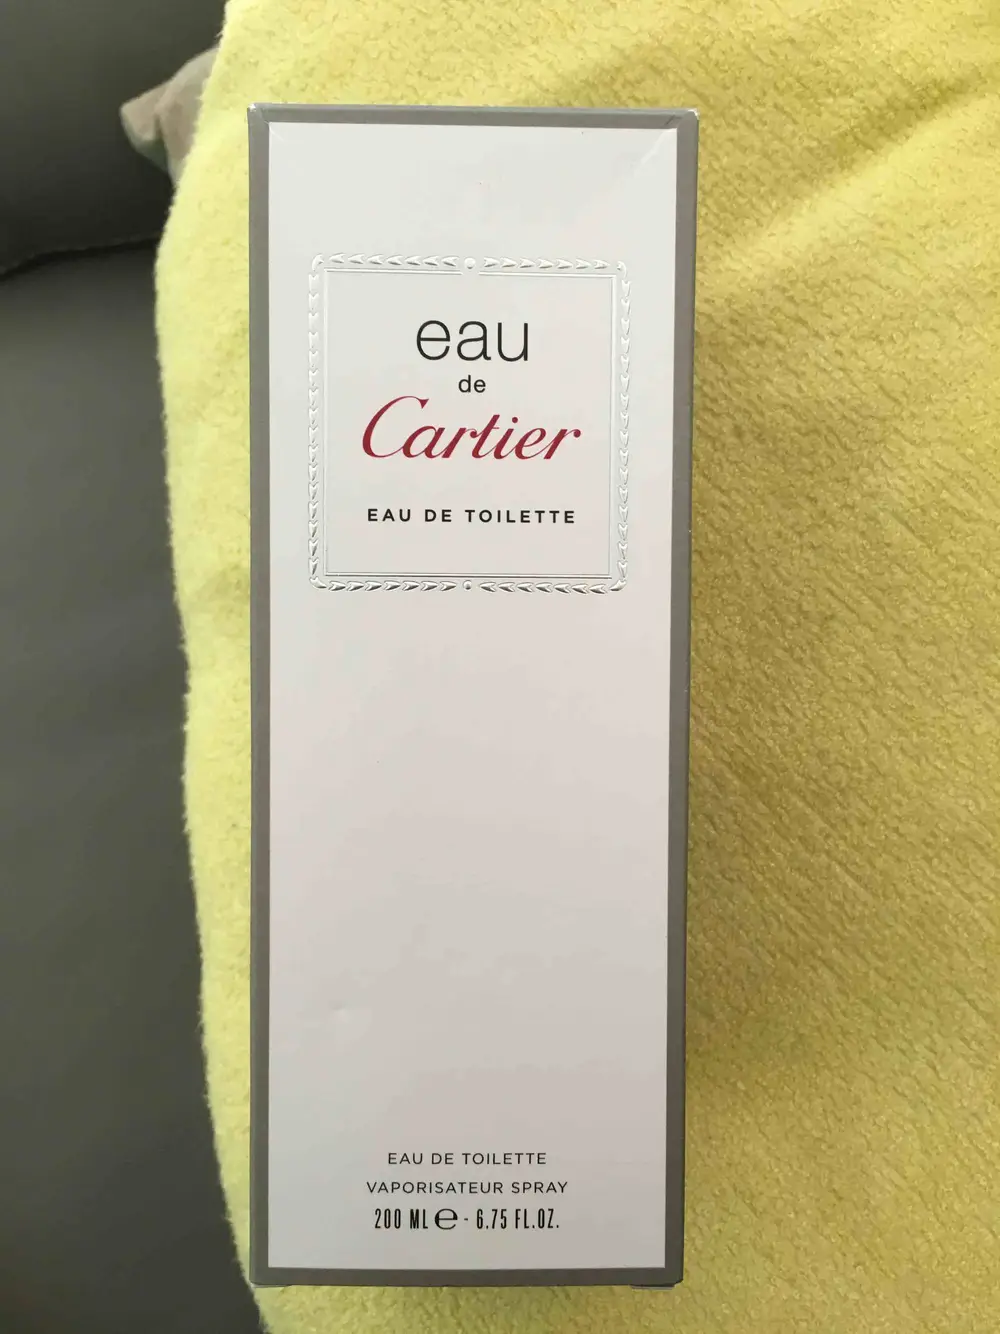 eau
de
Cartier
EAU DE TOILETTE
EAU DE TOILETTE
VAPORISATEUR SPRAY
200 ML ℮ - 6.75 FL.OZ.